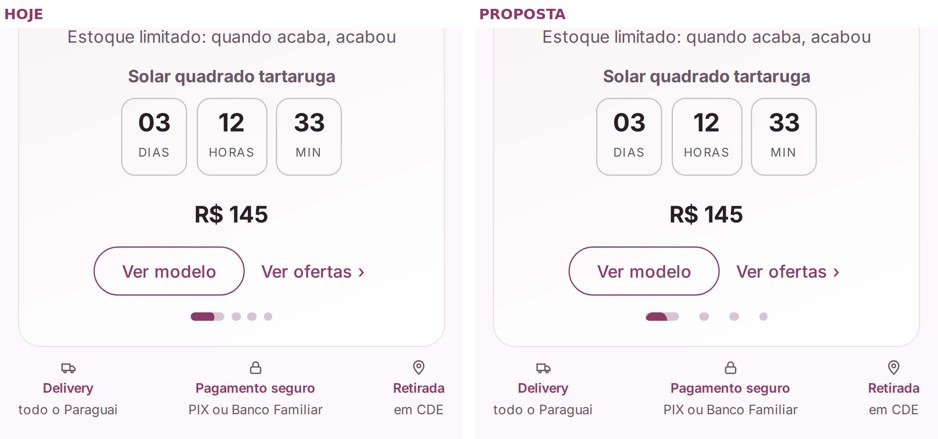 HOJE
Estoque limitado: quando acaba, acabou
Solar quadrado tartaruga
03 12 33
DIAS HORAS MIN
R$ 145
Ver modelo Ver ofertas ›
Delivery Pagamento seguro Retirada
todo o Paraguai PIX ou Banco Familiar em CDE
PROPOSTA
Estoque limitado: quando acaba, acabou
Solar quadrado tartaruga
03 12 33
DIAS HORAS MIN
R$ 145
Ver modelo Ver ofertas ›
Delivery Pagamento seguro Retirada
todo o Paraguai PIX ou Banco Familiar em CDE